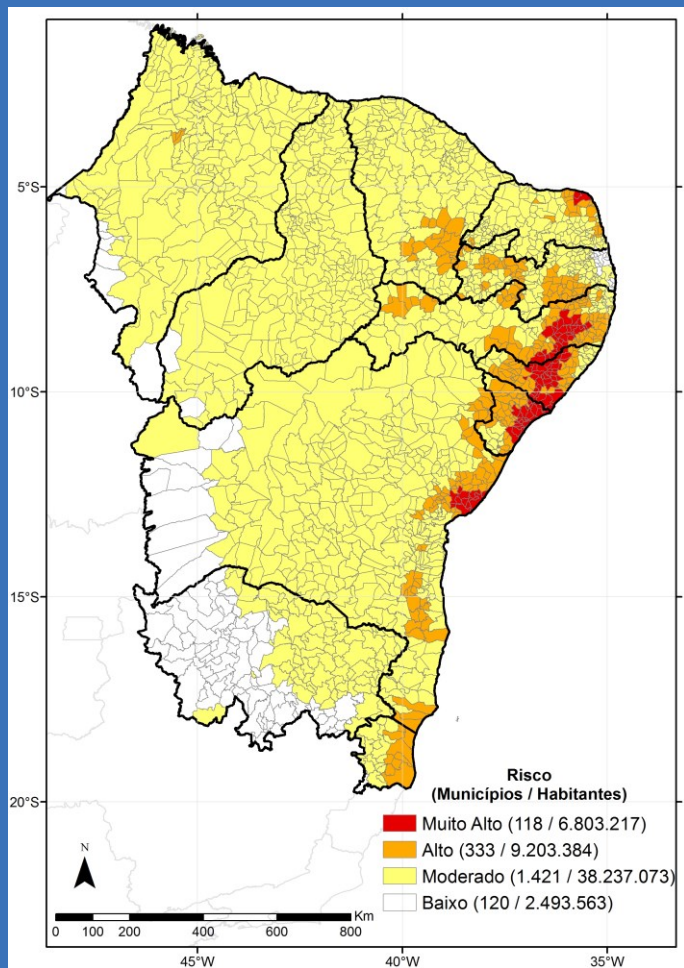 5°S
10°S
15°S
20°S
Risco
(Municípios / Habitantes)
Muito Alto (118 / 6.803.217)
Alto (333 / 9.203.384)
Moderado (1.421 / 38.237.073)
Baixo (120 / 2.493.563)
N
Km
0 100 200 400 600 800
45°W 40°W 35°W